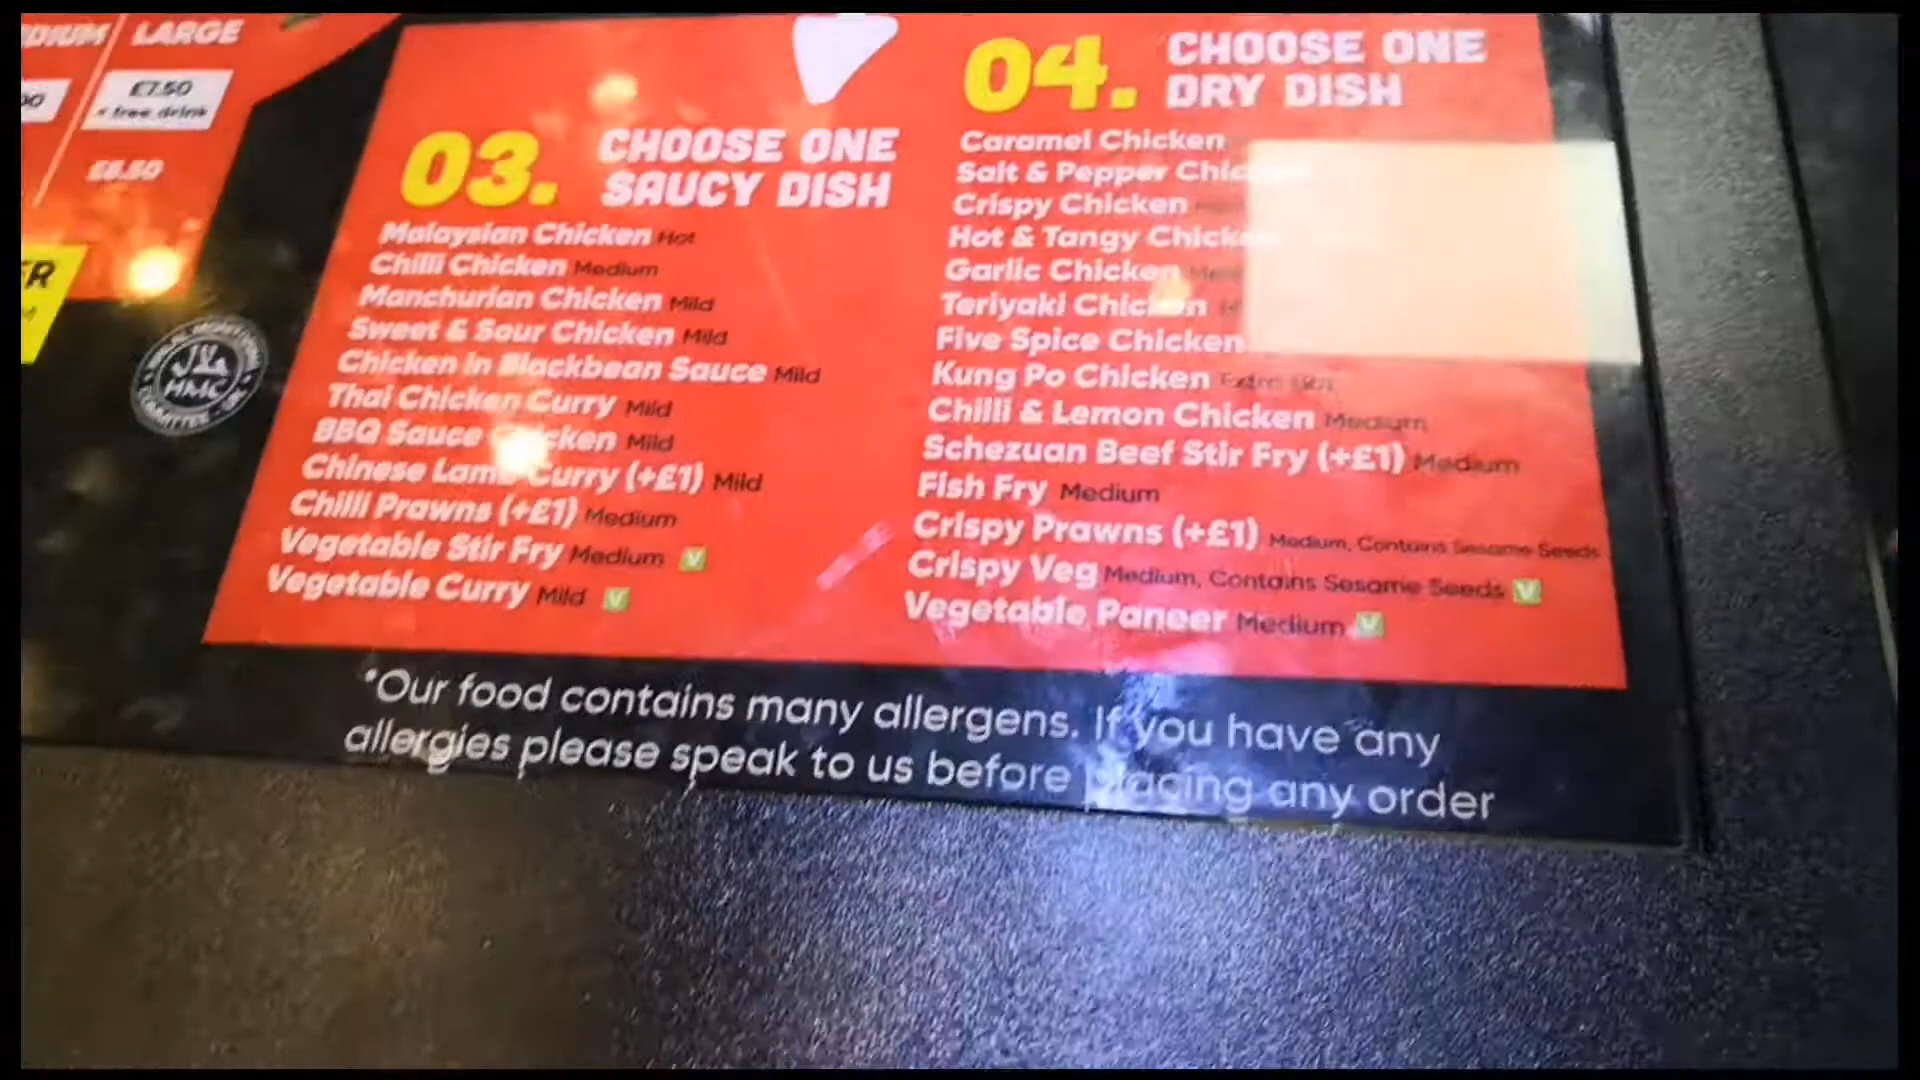 LARGE
£7.50
+ free drink
£8.50
HMC
03. CHOOSE ONE
SAUCY DISH
Malaysian Chicken Hot
Chilli Chicken Medium
Manchurian Chicken Mild
Sweet & Sour Chicken Mild
Chicken in Blackbean Sauce Mild
Thai Chicken Curry Mild
BBQ Sauce Chicken Mild
Chinese Lamb Curry (+£1) Mild
Chilli Prawns (+£1) Medium
Vegetable Stir Fry Medium V
Vegetable Curry Mild V
04. CHOOSE ONE
DRY DISH
Caramel Chicken
Salt & Pepper Chicken
Crispy Chicken
Hot & Tangy Chicken
Garlic Chicken
Teriyaki Chicken
Five Spice Chicken
Kung Po Chicken Extra Hot
Chilli & Lemon Chicken Medium
Schezuan Beef Stir Fry (+£1) Medium
Fish Fry Medium
Crispy Prawns (+£1) Medium, Contains Sesame Seeds
Crispy Veg Medium, Contains Sesame Seeds V
Vegetable Paneer Medium V
*Our food contains many allergens. If you have any
allergies please speak to us before placing any order